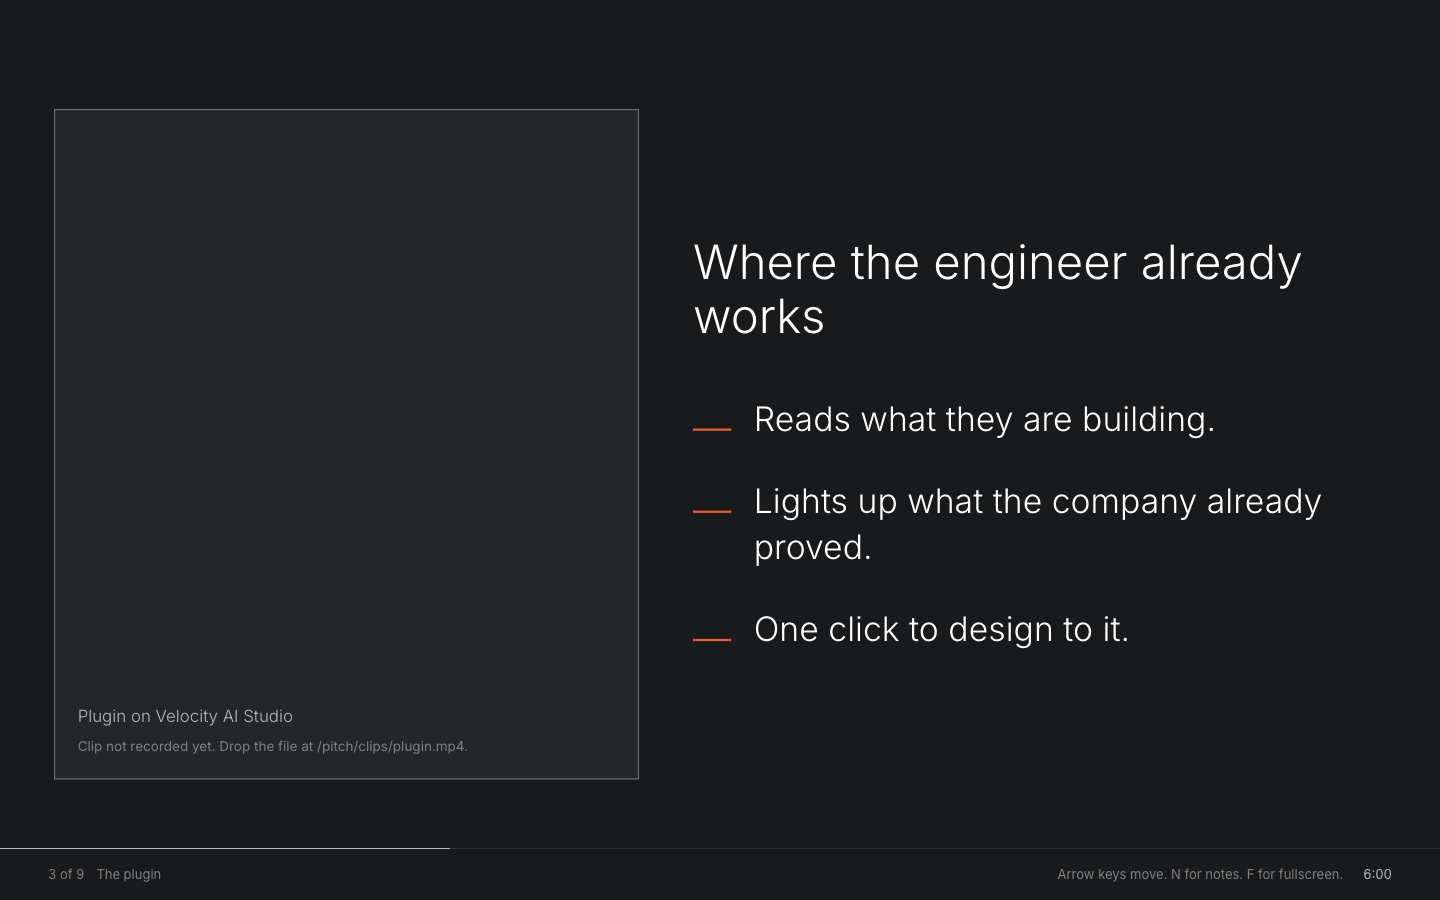 Where the engineer already
works
Reads what they are building.
Lights up what the company already
proved.
One click to design to it.
Plugin on Velocity AI Studio
Clip not recorded yet. Drop the file at /pitch/clips/plugin.mp4.
3 of 9 The plugin
Arrow keys move. N for notes. F for fullscreen. 6:00